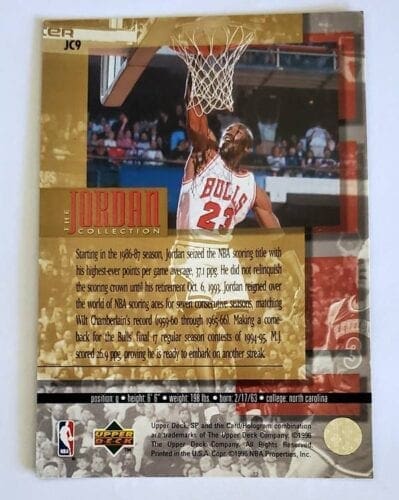 TER
JC9
BULLS
23
THE
JORDAN
COLLECTION
Starting in the 1986-87 season, Jordan seized the NBA scoring title with
his highest-ever points per game average, 37.1 ppg. He did not relinquish
the scoring crown until his retirement Oct. 6, 1993. Jordan reigned over
the world of NBA scoring aces for seven consecutive seasons, matching
Wilt Chamberlain's record (1959-60 through 1965-66). Making a come-
back for the Bulls' final 17 regular season contests of 1994-95, M.J.
scored 26.9 ppg, proving he is ready to embark on another streak.
position: g • height: 6' 6" • weight: 198 lbs • born: 2/17/63 • college: north carolina
NBA
UPPER
DECK
Upper Deck, SP and the Card/Hologram combination
are trademarks of The Upper Deck Company. ©1996
The Upper Deck Company. All Rights Reserved.
Printed in the U.S.A. Copr. ©1996 NBA Properties, Inc.